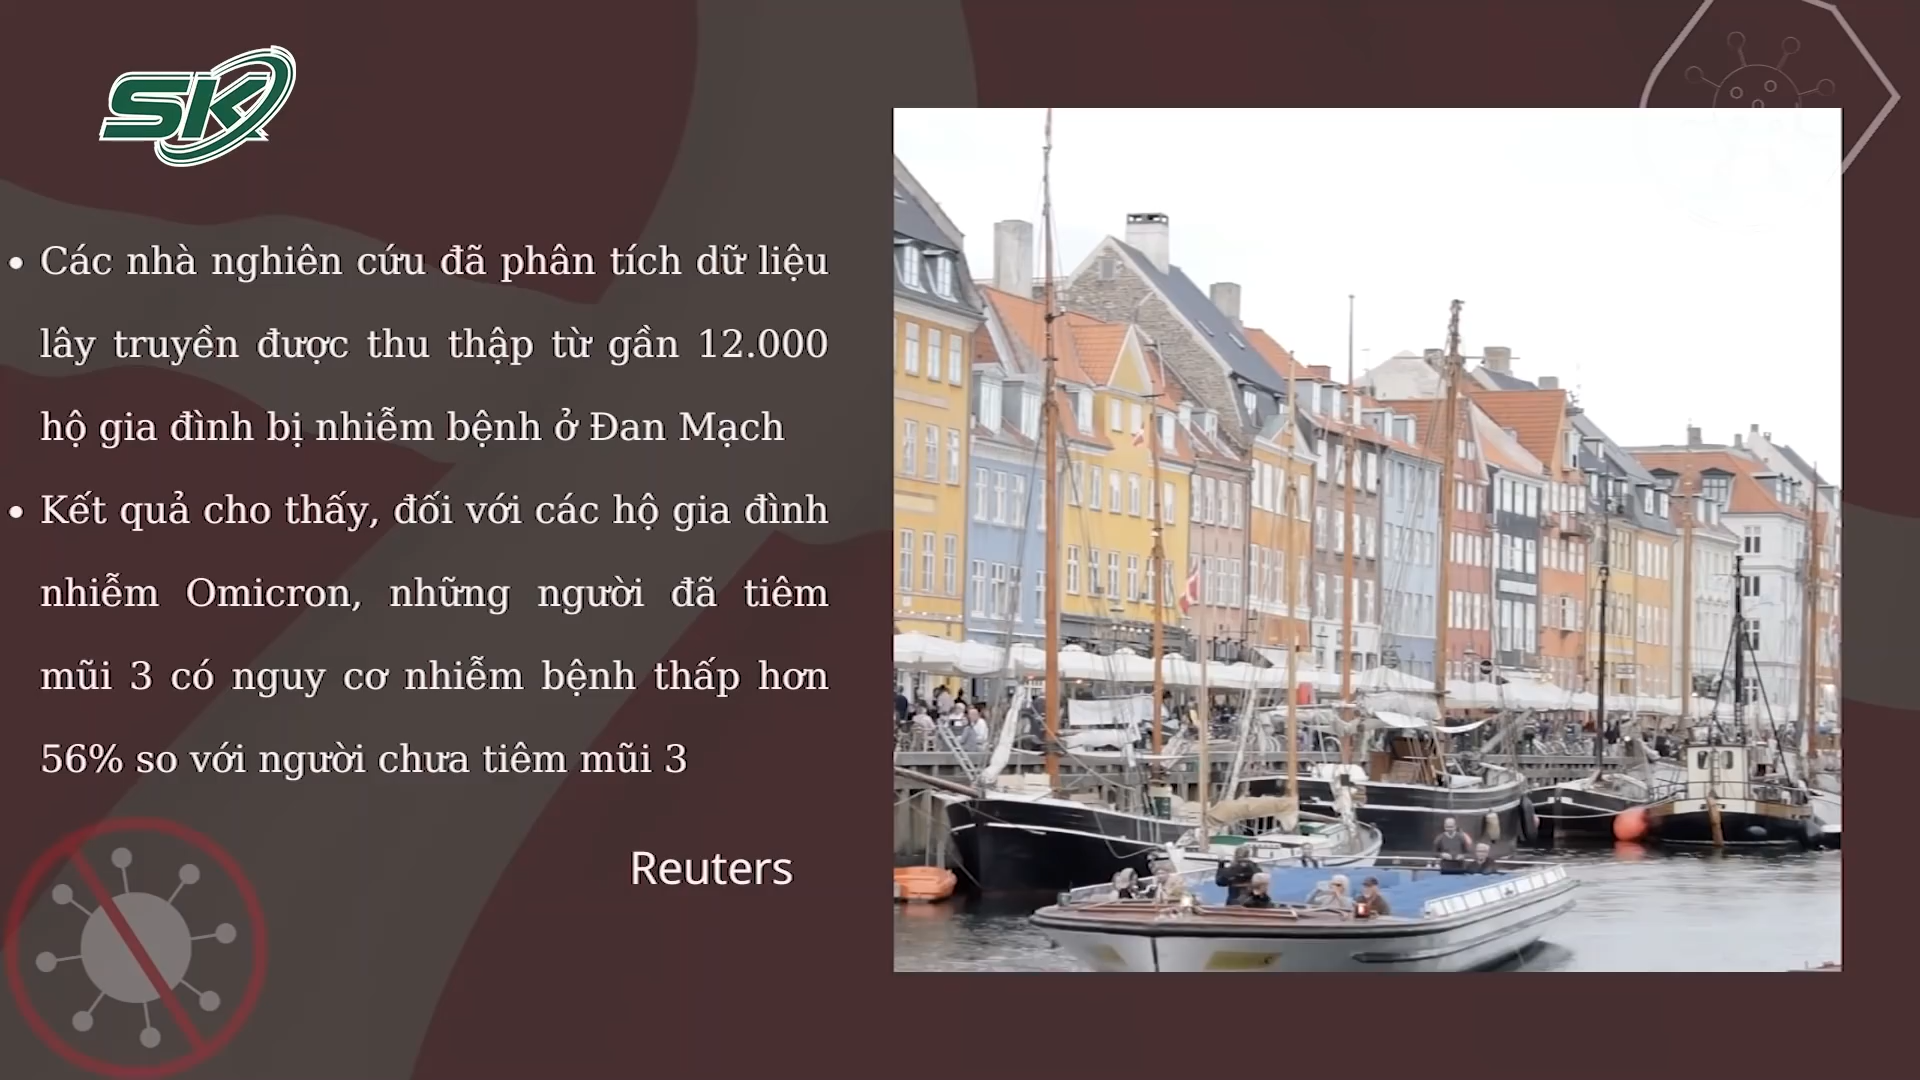 SK
• Các nhà nghiên cứu đã phân tích dữ liệu
lây truyền được thu thập từ gần 12.000
hộ gia đình bị nhiễm bệnh ở Đan Mạch
• Kết quả cho thấy, đối với các hộ gia đình
nhiễm Omicron, những người đã tiêm
mũi 3 có nguy cơ nhiễm bệnh thấp hơn
56% so với người chưa tiêm mũi 3
Reuters